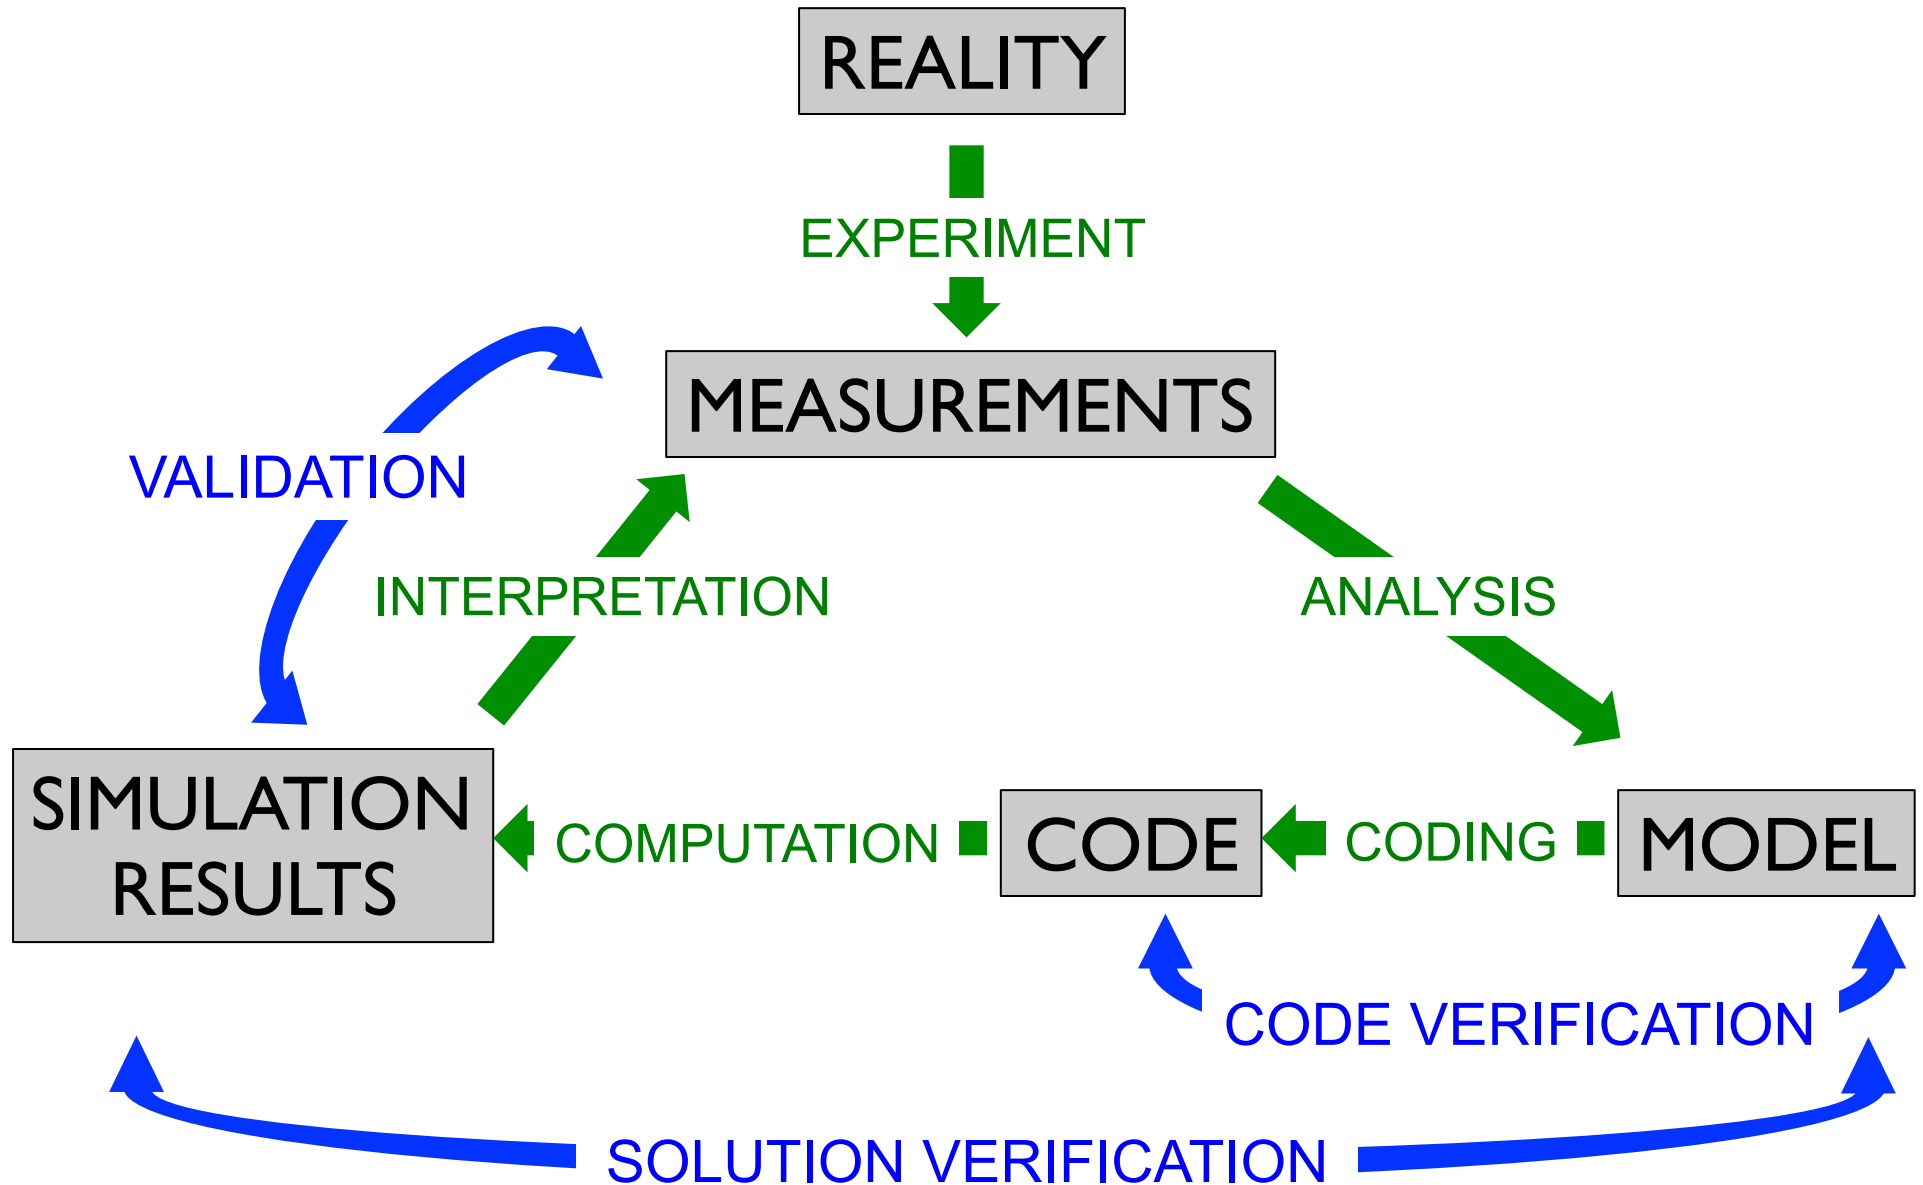 REALITY
EXPERIMENT
MEASUREMENTS
VALIDATION
INTERPRETATION
ANALYSIS
SIMULATION
RESULTS
COMPUTATION
CODE
CODING
MODEL
CODE VERIFICATION
SOLUTION VERIFICATION